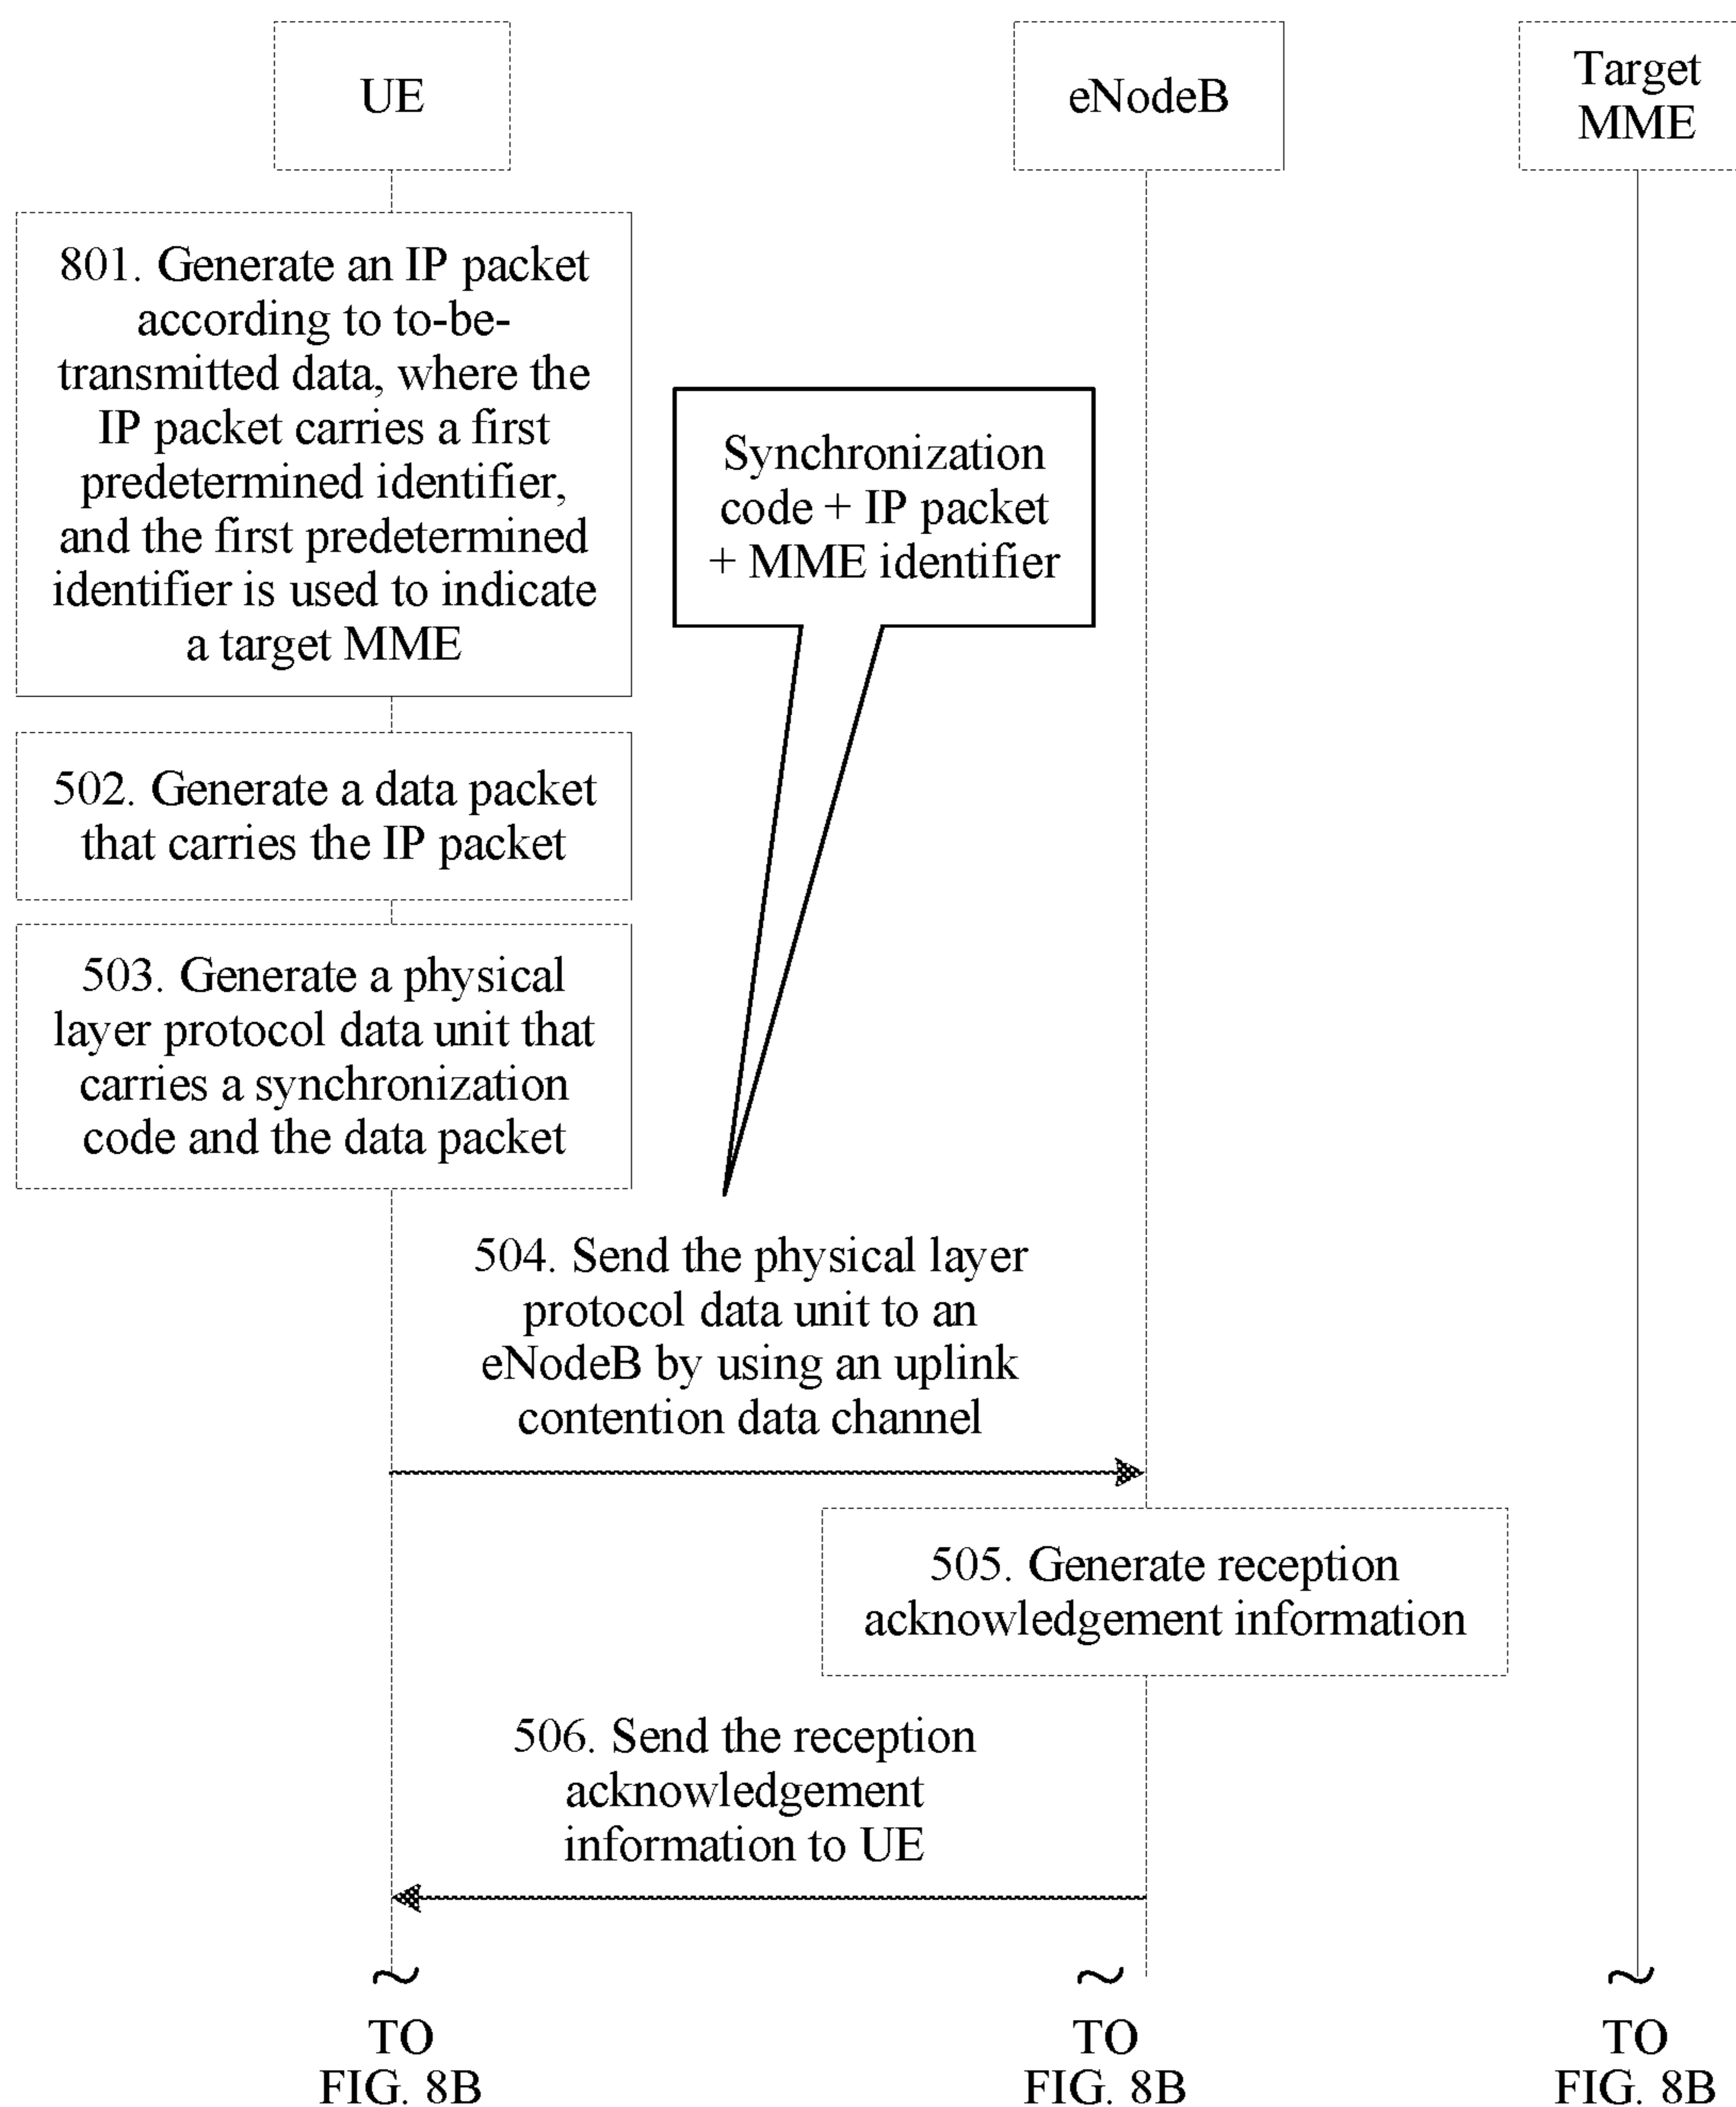 UE
eNodeB
Target
MME
801. Generate an IP packet
according to to-be-
transmitted data, where the
IP packet carries a first
predetermined identifier,
and the first predetermined
identifier is used to indicate
a target MME
Synchronization
code + IP packet
+ MME identifier
502. Generate a data packet
that carries the IP packet
503. Generate a physical
layer protocol data unit that
carries a synchronization
code and the data packet
504. Send the physical layer
protocol data unit to an
eNodeB by using an uplink
contention data channel
505. Generate reception
acknowledgement information
506. Send the reception
acknowledgement
information to UE
TO
FIG. 8B
TO
FIG. 8B
TO
FIG. 8B